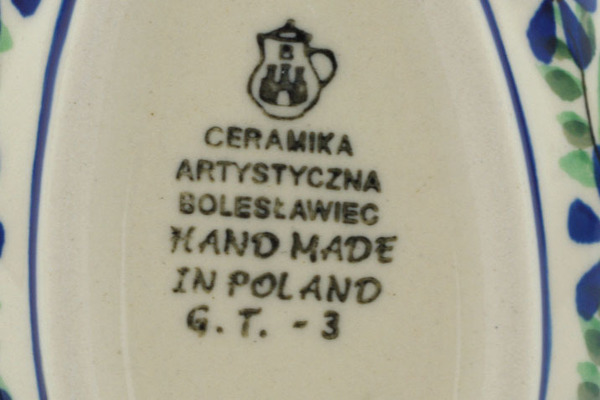 B
CERAMIKA
ARTYSTYCZNA
BOLESŁAWIEC
HAND MADE
IN POLAND
G.T. - 3